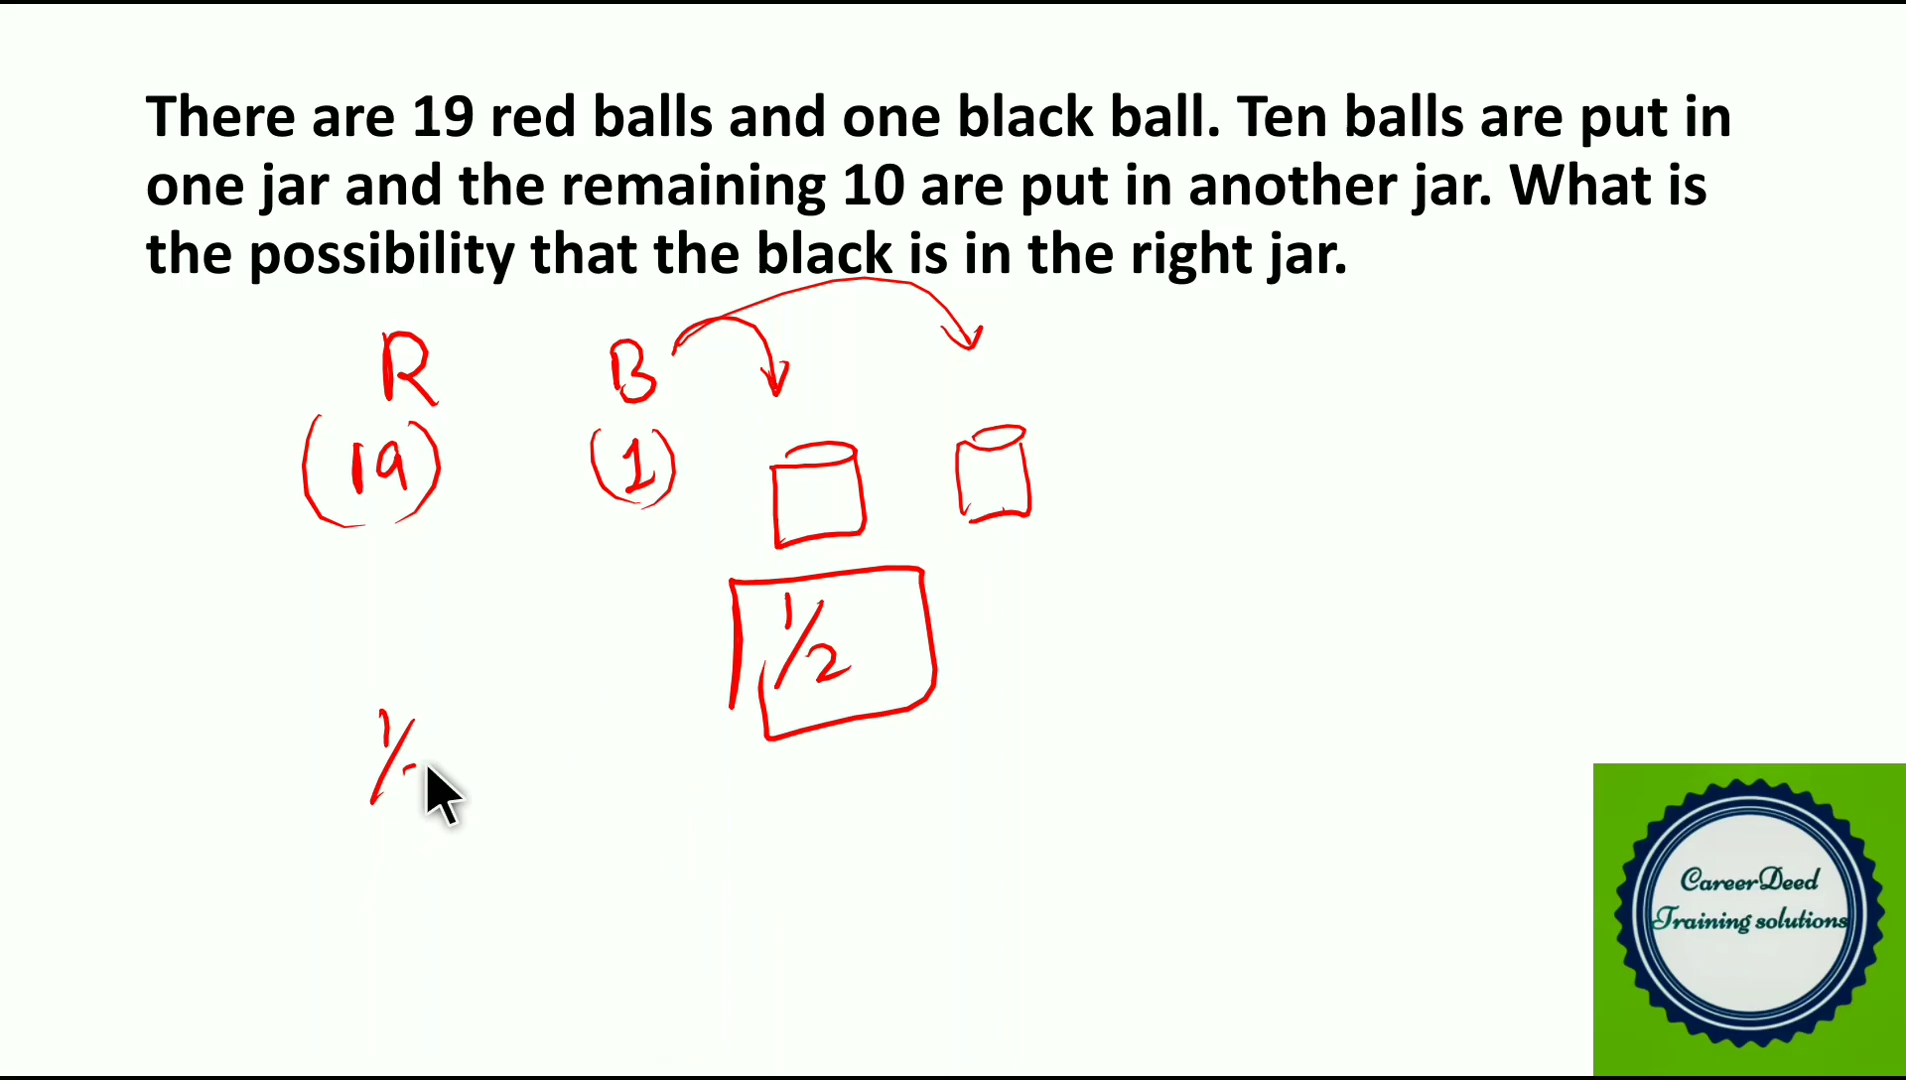 There are 19 red balls and one black ball. Ten balls are put in
one jar and the remaining 10 are put in another jar. What is
the possibility that the black is in the right jar.
R B
(19) (1)
1/2
1/
CareerDeed
Training solutions